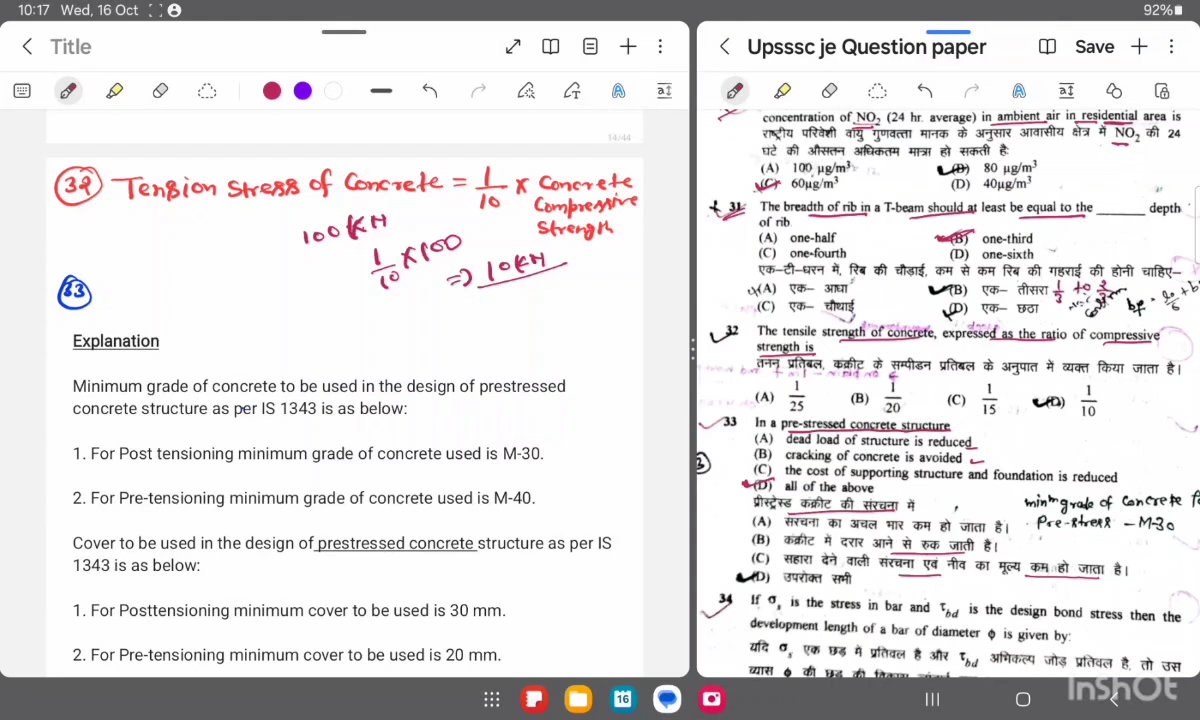 10:17 Wed, 16 Oct
92%
Title
14/44
32 Tension Stress of Concrete = 1/10 x Concrete Compressive Strength
100 KN
1/10 x 100
=> 10 KN
33
Explanation
Minimum grade of concrete to be used in the design of prestressed
concrete structure as per IS 1343 is as below:
1. For Post tensioning minimum grade of concrete used is M-30.
2. For Pre-tensioning minimum grade of concrete used is M-40.
Cover to be used in the design of prestressed concrete structure as per IS
1343 is as below:
1. For Posttensioning minimum cover to be used is 30 mm.
2. For Pre-tensioning minimum cover to be used is 20 mm.
Upsssc je Question paper
Save
concentration of NO2 (24 hr. average) in ambient air in residential area is
राष्ट्रीय परिवेशी वायु गुणवत्ता मानक के अनुसार आवासीय क्षेत्र में NO2 की 24
घंटे की औसतन अधिकतम मात्रा हो सकती है
(A) 100 μg/m3 (B) 80 μg/m3
(C) 60μg/m3 (D) 40μg/m3
31 The breadth of rib in a T-beam should at least be equal to the ______ depth
of rib
(A) one-half (B) one-third
(C) one-fourth (D) one-sixth
एक–टी–धरन में, रिब की चौड़ाई, कम से कम रिब की गहराई की होनी चाहिए–
(A) एक– आधा (B) एक– तीसरा 1/3 to 2/3
(C) एक– चौथाई (D) एक– छठा
32 The tensile strength of concrete, expressed as the ratio of compressive
strength is
तनन प्रतिबल, कंक्रीट के सम्पीडन प्रतिबल के अनुपात में व्यक्त किया जाता है।
(A) 1/25 (B) 1/20 (C) 1/15 (D) 1/10
33 In a pre-stressed concrete structure
(A) dead load of structure is reduced
(B) cracking of concrete is avoided
(C) the cost of supporting structure and foundation is reduced
(D) all of the above
प्रीस्ट्रेस्ड कंक्रीट की संरचना में
minm grade of Concrete
(A) संरचना का अचल भार कम हो जाता है।
Pre-stress - M-30
(B) कंक्रीट में दरार आने से रुक जाती है।
(C) सहारा देने वाली संरचना एवं नींव का मूल्य कम हो जाता है।
(D) उपरोक्त सभी
34 If σs is the stress in bar and τbd is the design bond stress then the
development length of a bar of diameter ϕ is given by:
यदि σs एक छड़ में प्रतिबल है और τbd अभिकल्प जोड़ प्रतिबल है, तो उस
व्यास ϕ की छड़ की
16
InShOt